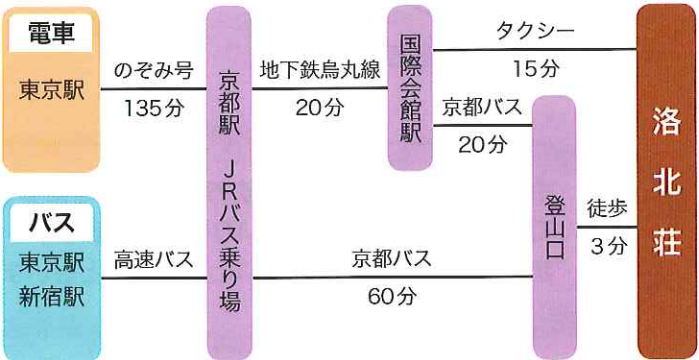 電車
東京駅
のぞみ号
135分
京都駅 JRバス乗り場
地下鉄烏丸線
20分
国際会館駅
タクシー
15分
京都バス
20分
バス
東京駅
新宿駅
高速バス
京都バス
60分
登山口
徒歩
3分
洛北荘